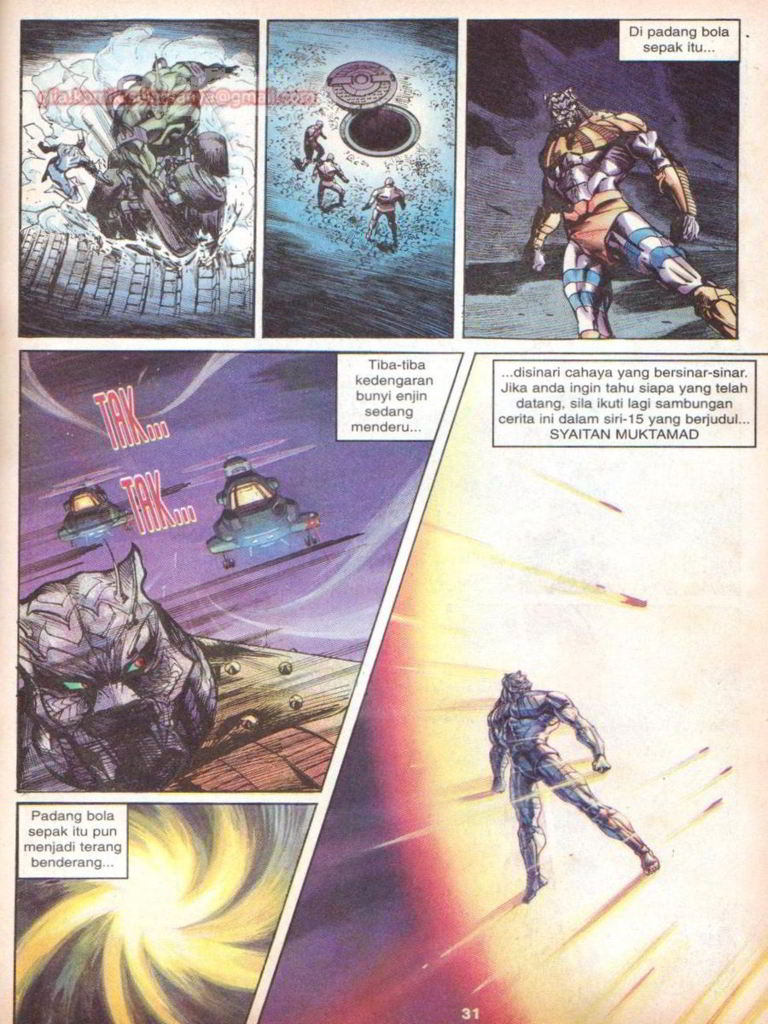 Di padang bola
sepak itu...
Tiba-tiba
kedengaran
bunyi enjin
sedang
menderu...
TAK...
TAK...
...disinari cahaya yang bersinar-sinar.
Jika anda ingin tahu siapa yang telah
datang, sila ikuti lagi sambungan
cerita ini dalam siri-15 yang berjudul...
SYAITAN MUKTAMAD
Padang bola
sepak itu pun
menjadi terang
benderang...
31